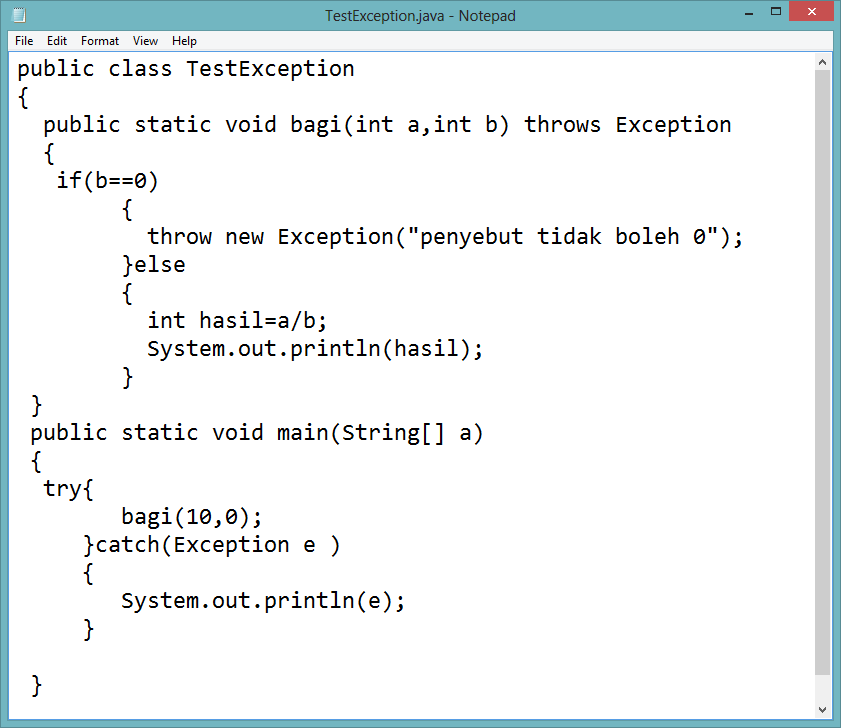 TestException.java - Notepad
File Edit Format View Help
public class TestException
{
  public static void bagi(int a,int b) throws Exception
  {
   if(b==0)
        {
          throw new Exception("penyebut tidak boleh 0");
        }else
        {
          int hasil=a/b;
          System.out.println(hasil);
        }
 }
 public static void main(String[] a)
 {
  try{
        bagi(10,0);
     }catch(Exception e )
     {
        System.out.println(e);
     }

 }